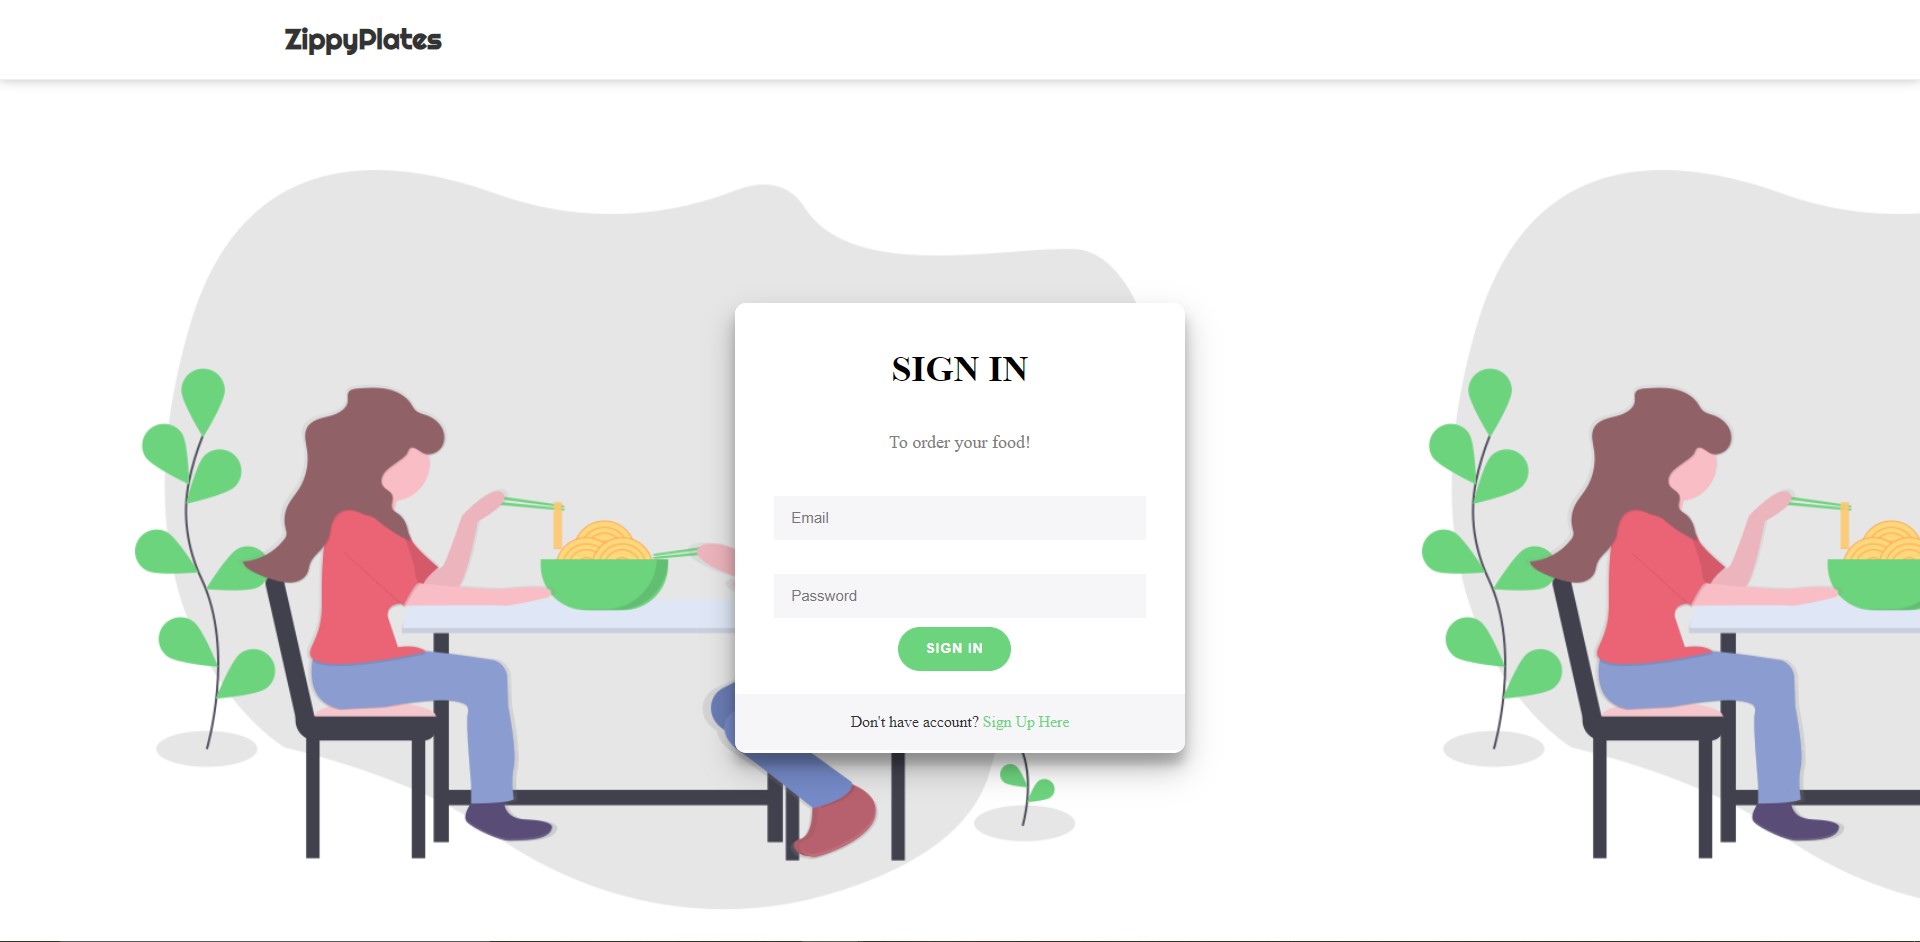 ZippyPlates
SIGN IN
To order your food!
Email
Password
SIGN IN
Don't have account? Sign Up Here